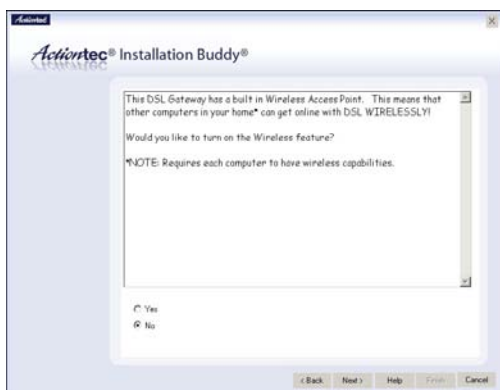 Actiontec
Actiontec® Installation Buddy®
This DSL Gateway has a built in Wireless Access Point. This means that
other computers in your home* can get online with DSL WIRELESSLY!
Would you like to turn on the Wireless feature?
*NOTE: Requires each computer to have wireless capabilities.
Yes
No
< Back Next > Help Finish Cancel